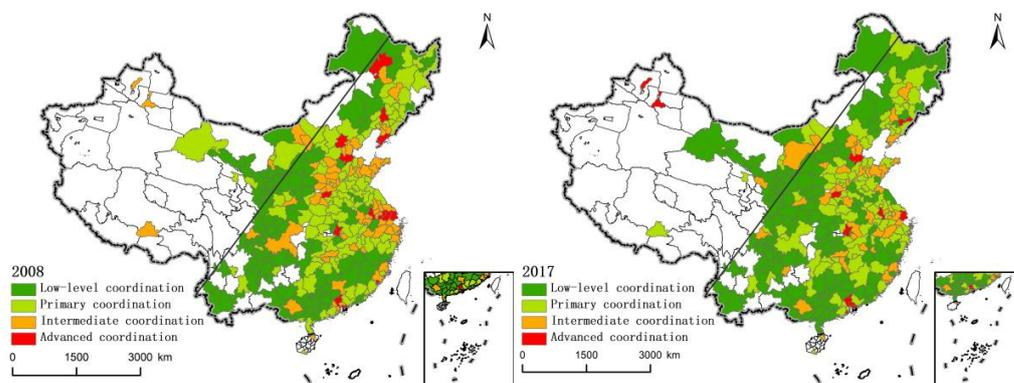 N
2008
Low-level coordination
Primary coordination
Intermediate coordination
Advanced coordination
0 1500 3000 km
N
2017
Low-level coordination
Primary coordination
Intermediate coordination
Advanced coordination
0 1500 3000 km